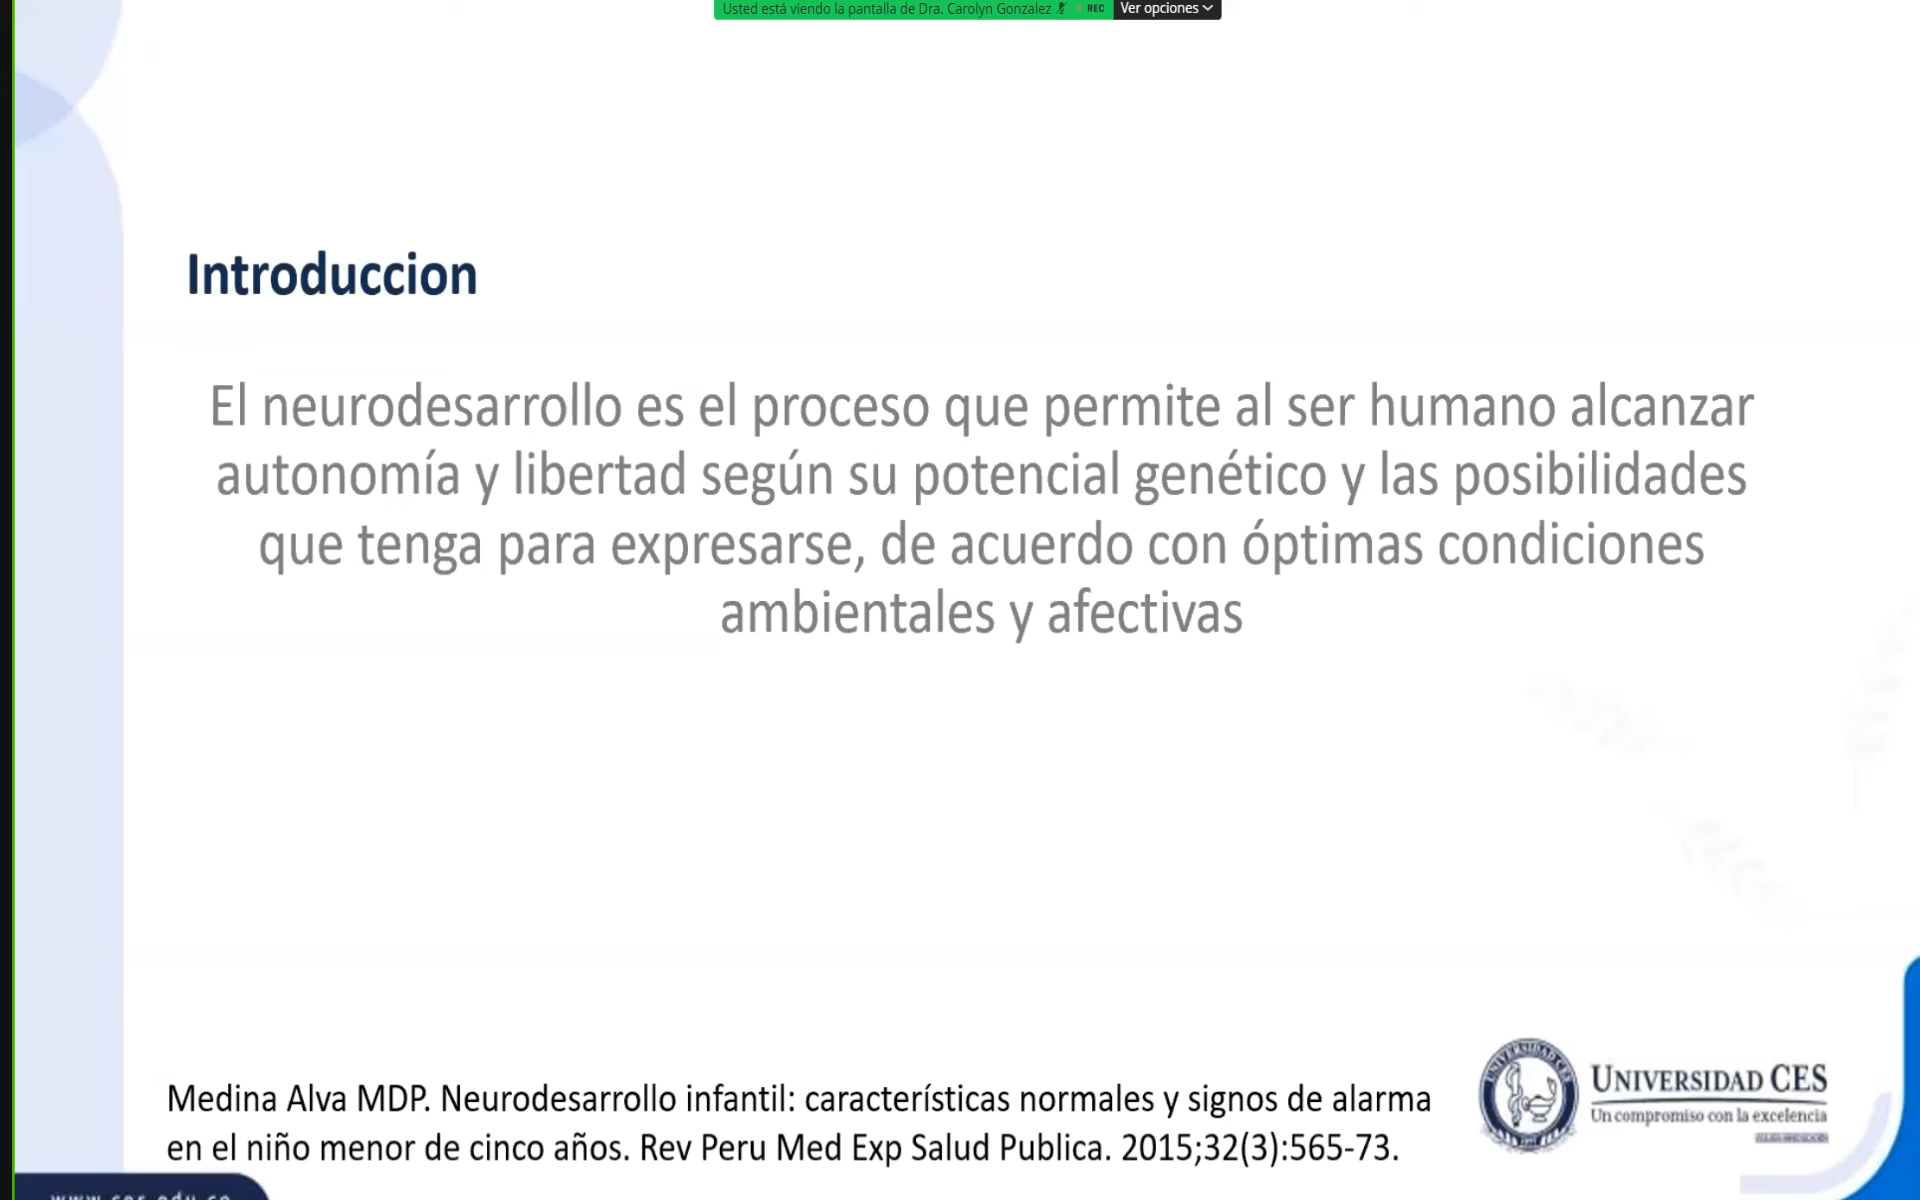 Usted está viendo la pantalla de Dra. Carolyn Gonzalez REC Ver opciones
Introduccion
El neurodesarrollo es el proceso que permite al ser humano alcanzar
autonomía y libertad según su potencial genético y las posibilidades
que tenga para expresarse, de acuerdo con óptimas condiciones
ambientales y afectivas
Medina Alva MDP. Neurodesarrollo infantil: características normales y signos de alarma
en el niño menor de cinco años. Rev Peru Med Exp Salud Publica. 2015;32(3):565-73.
UNIVERSIDAD CES
Un compromiso con la excelencia
www.ces.edu.co